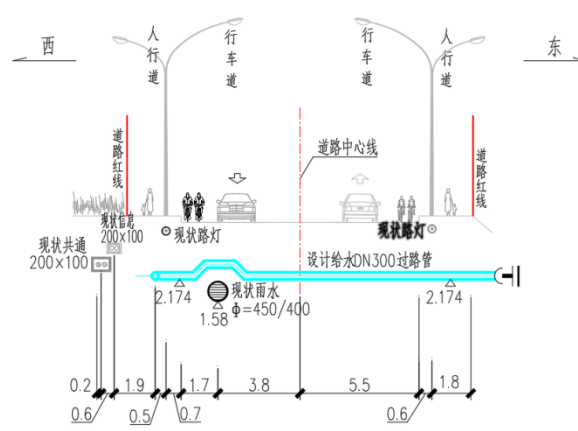 西
人行道
行车道
行车道
人行道
东
道路红线
道路中心线
道路红线
现状信息
200×100
现状路灯
现状路灯
现状共通
200×100
设计给水DN300过路管
2.174
现状雨水
Φ=450/400
1.58
2.174
0.2
1.9
1.7
3.8
5.5
1.8
0.6
0.5
0.7
0.6